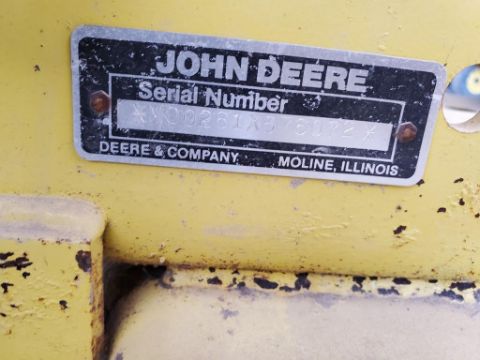 JOHN DEERE
Serial Number
DEERE & COMPANY MOLINE, ILLINOIS